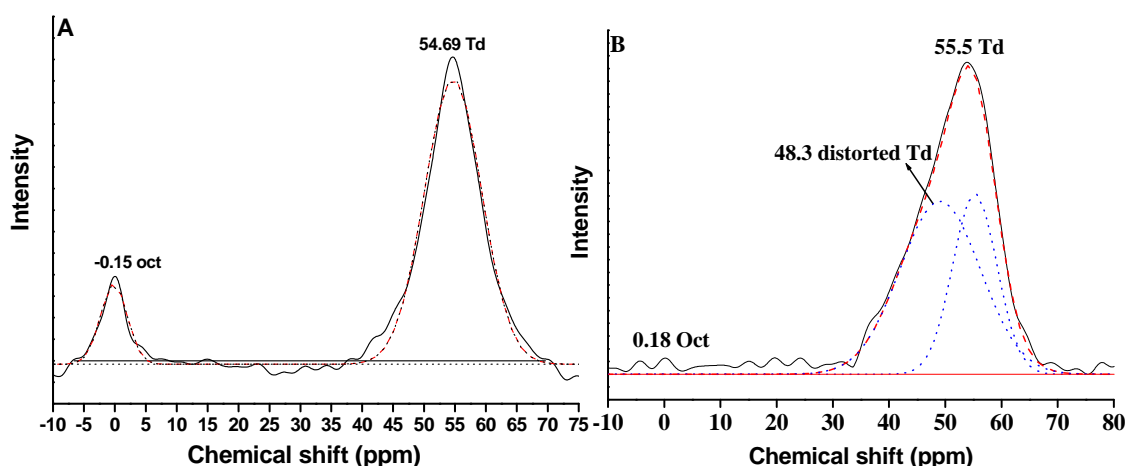 A
54.69 Td
-0.15 oct
Intensity
-10 -5 0 5 10 15 20 25 30 35 40 45 50 55 60 65 70 75
Chemical shift (ppm)
B
55.5 Td
48.3 distorted Td
0.18 Oct
Intensity
-10 0 10 20 30 40 50 60 70 80
Chemical shift (ppm)